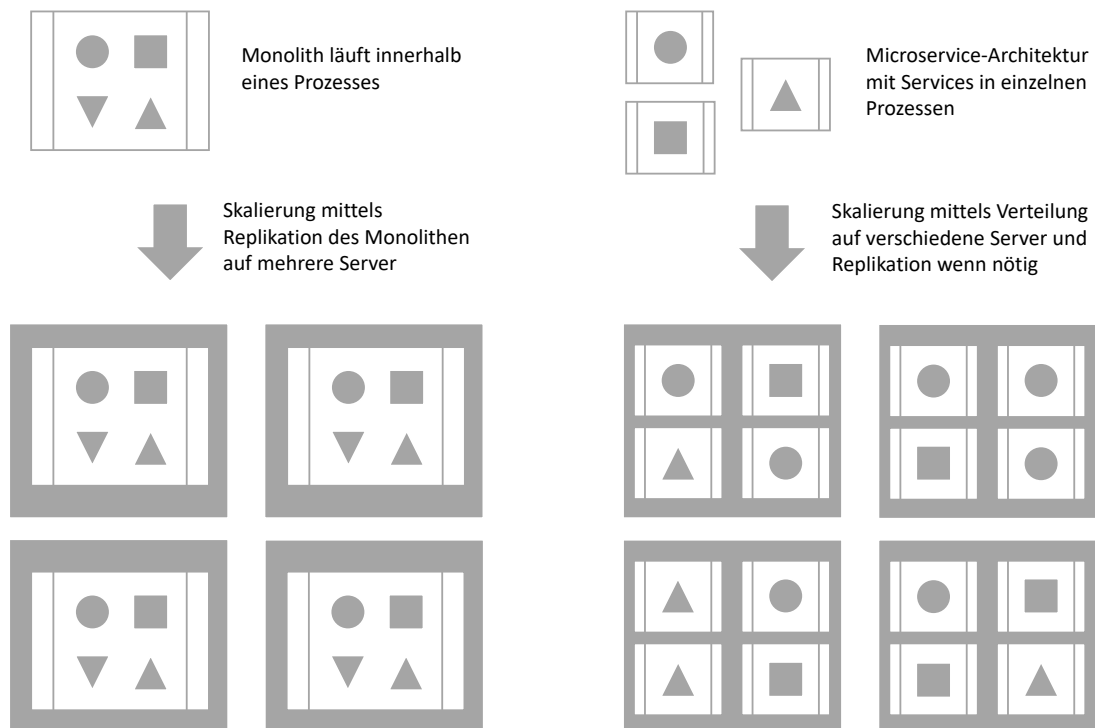 Monolith läuft innerhalb
eines Prozesses
Microservice-Architektur
mit Services in einzelnen
Prozessen
Skalierung mittels
Replikation des Monolithen
auf mehrere Server
Skalierung mittels Verteilung
auf verschiedene Server und
Replikation wenn nötig